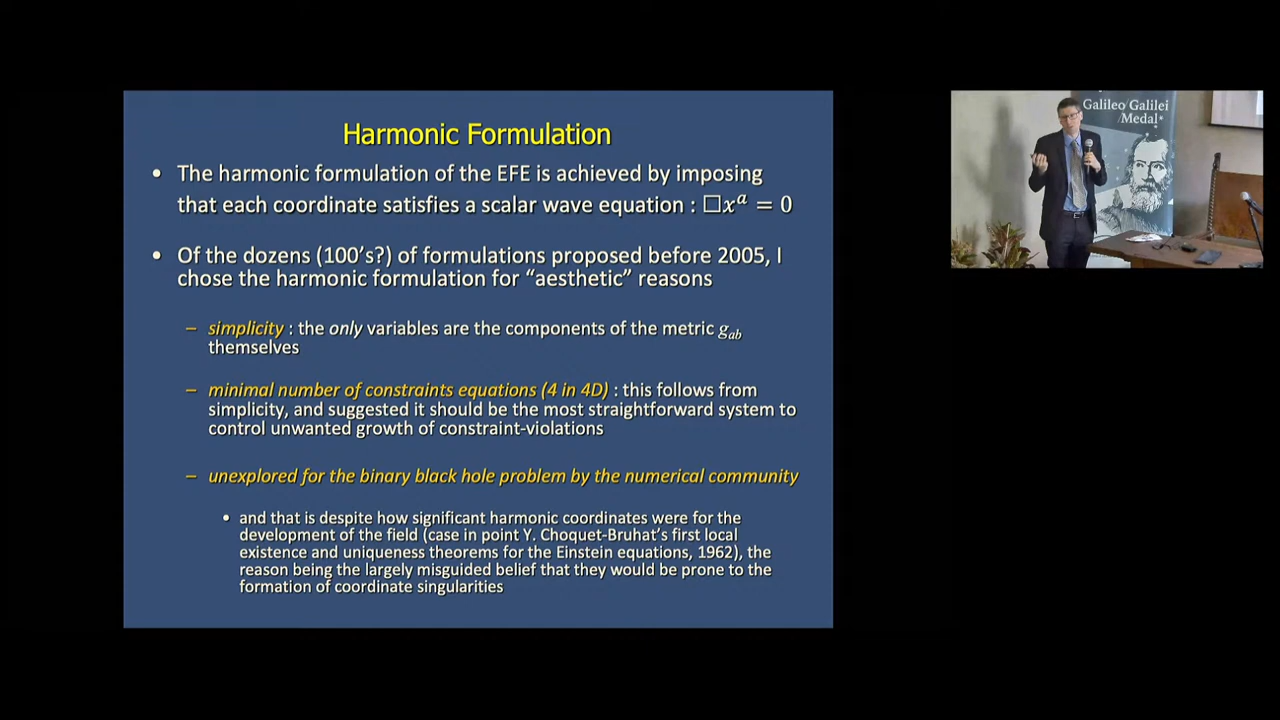 Harmonic Formulation
• The harmonic formulation of the EFE is achieved by imposing
that each coordinate satisfies a scalar wave equation : □xᵃ = 0
• Of the dozens (100's?) of formulations proposed before 2005, I
chose the harmonic formulation for “aesthetic” reasons
– simplicity : the only variables are the components of the metric gₐb
themselves
– minimal number of constraints equations (4 in 4D) : this follows from
simplicity, and suggested it should be the most straightforward system to
control unwanted growth of constraint-violations
– unexplored for the binary black hole problem by the numerical community
• and that is despite how significant harmonic coordinates were for the
development of the field (case in point Y. Choquet-Bruhat's first local
existence and uniqueness theorems for the Einstein equations, 1962), the
reason being the largely misguided belief that they would be prone to the
formation of coordinate singularities
Galileo Galilei
Medal